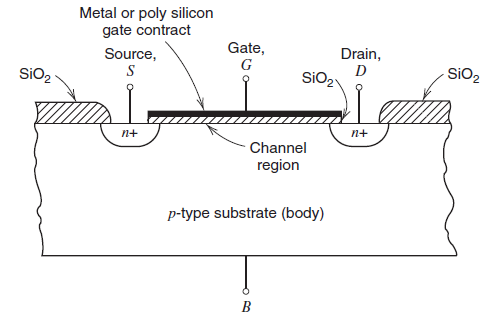 Metal or poly silicon
gate contract
Source,
S
Gate,
G
Drain,
D
SiO2
SiO2
SiO2
n+
n+
Channel
region
p-type substrate (body)
B